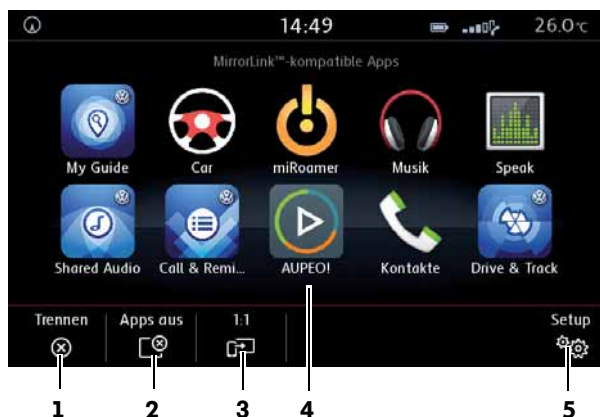 14:49 26.0°C
MirrorLink™-kompatible Apps
My Guide Car miRoamer Musik Speak
Shared Audio Call & Remi... AUPEO! Kontakte Drive & Track
Trennen Apps aus 1:1 Setup
1 2 3 4 5